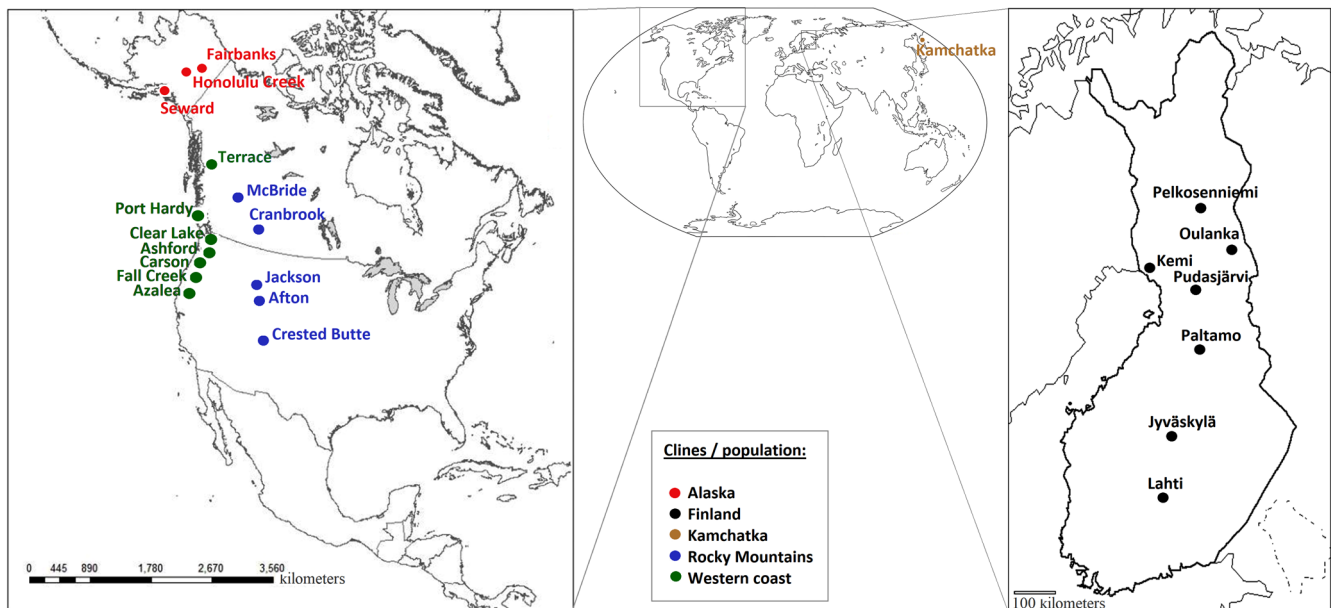 Fairbanks
Honolulu Creek
Seward
Terrace
McBride
Port Hardy
Cranbrook
Clear Lake
Ashford
Carson
Fall Creek
Azalea
Jackson
Afton
Crested Butte
0 445 890 1,780 2,670 3,560
kilometers
Kamchatka
Clines / population:
Alaska
Finland
Kamchatka
Rocky Mountains
Western coast
Pelkosenniemi
Oulanka
Kemi
Pudasjärvi
Paltamo
Jyväskylä
Lahti
100 kilometers